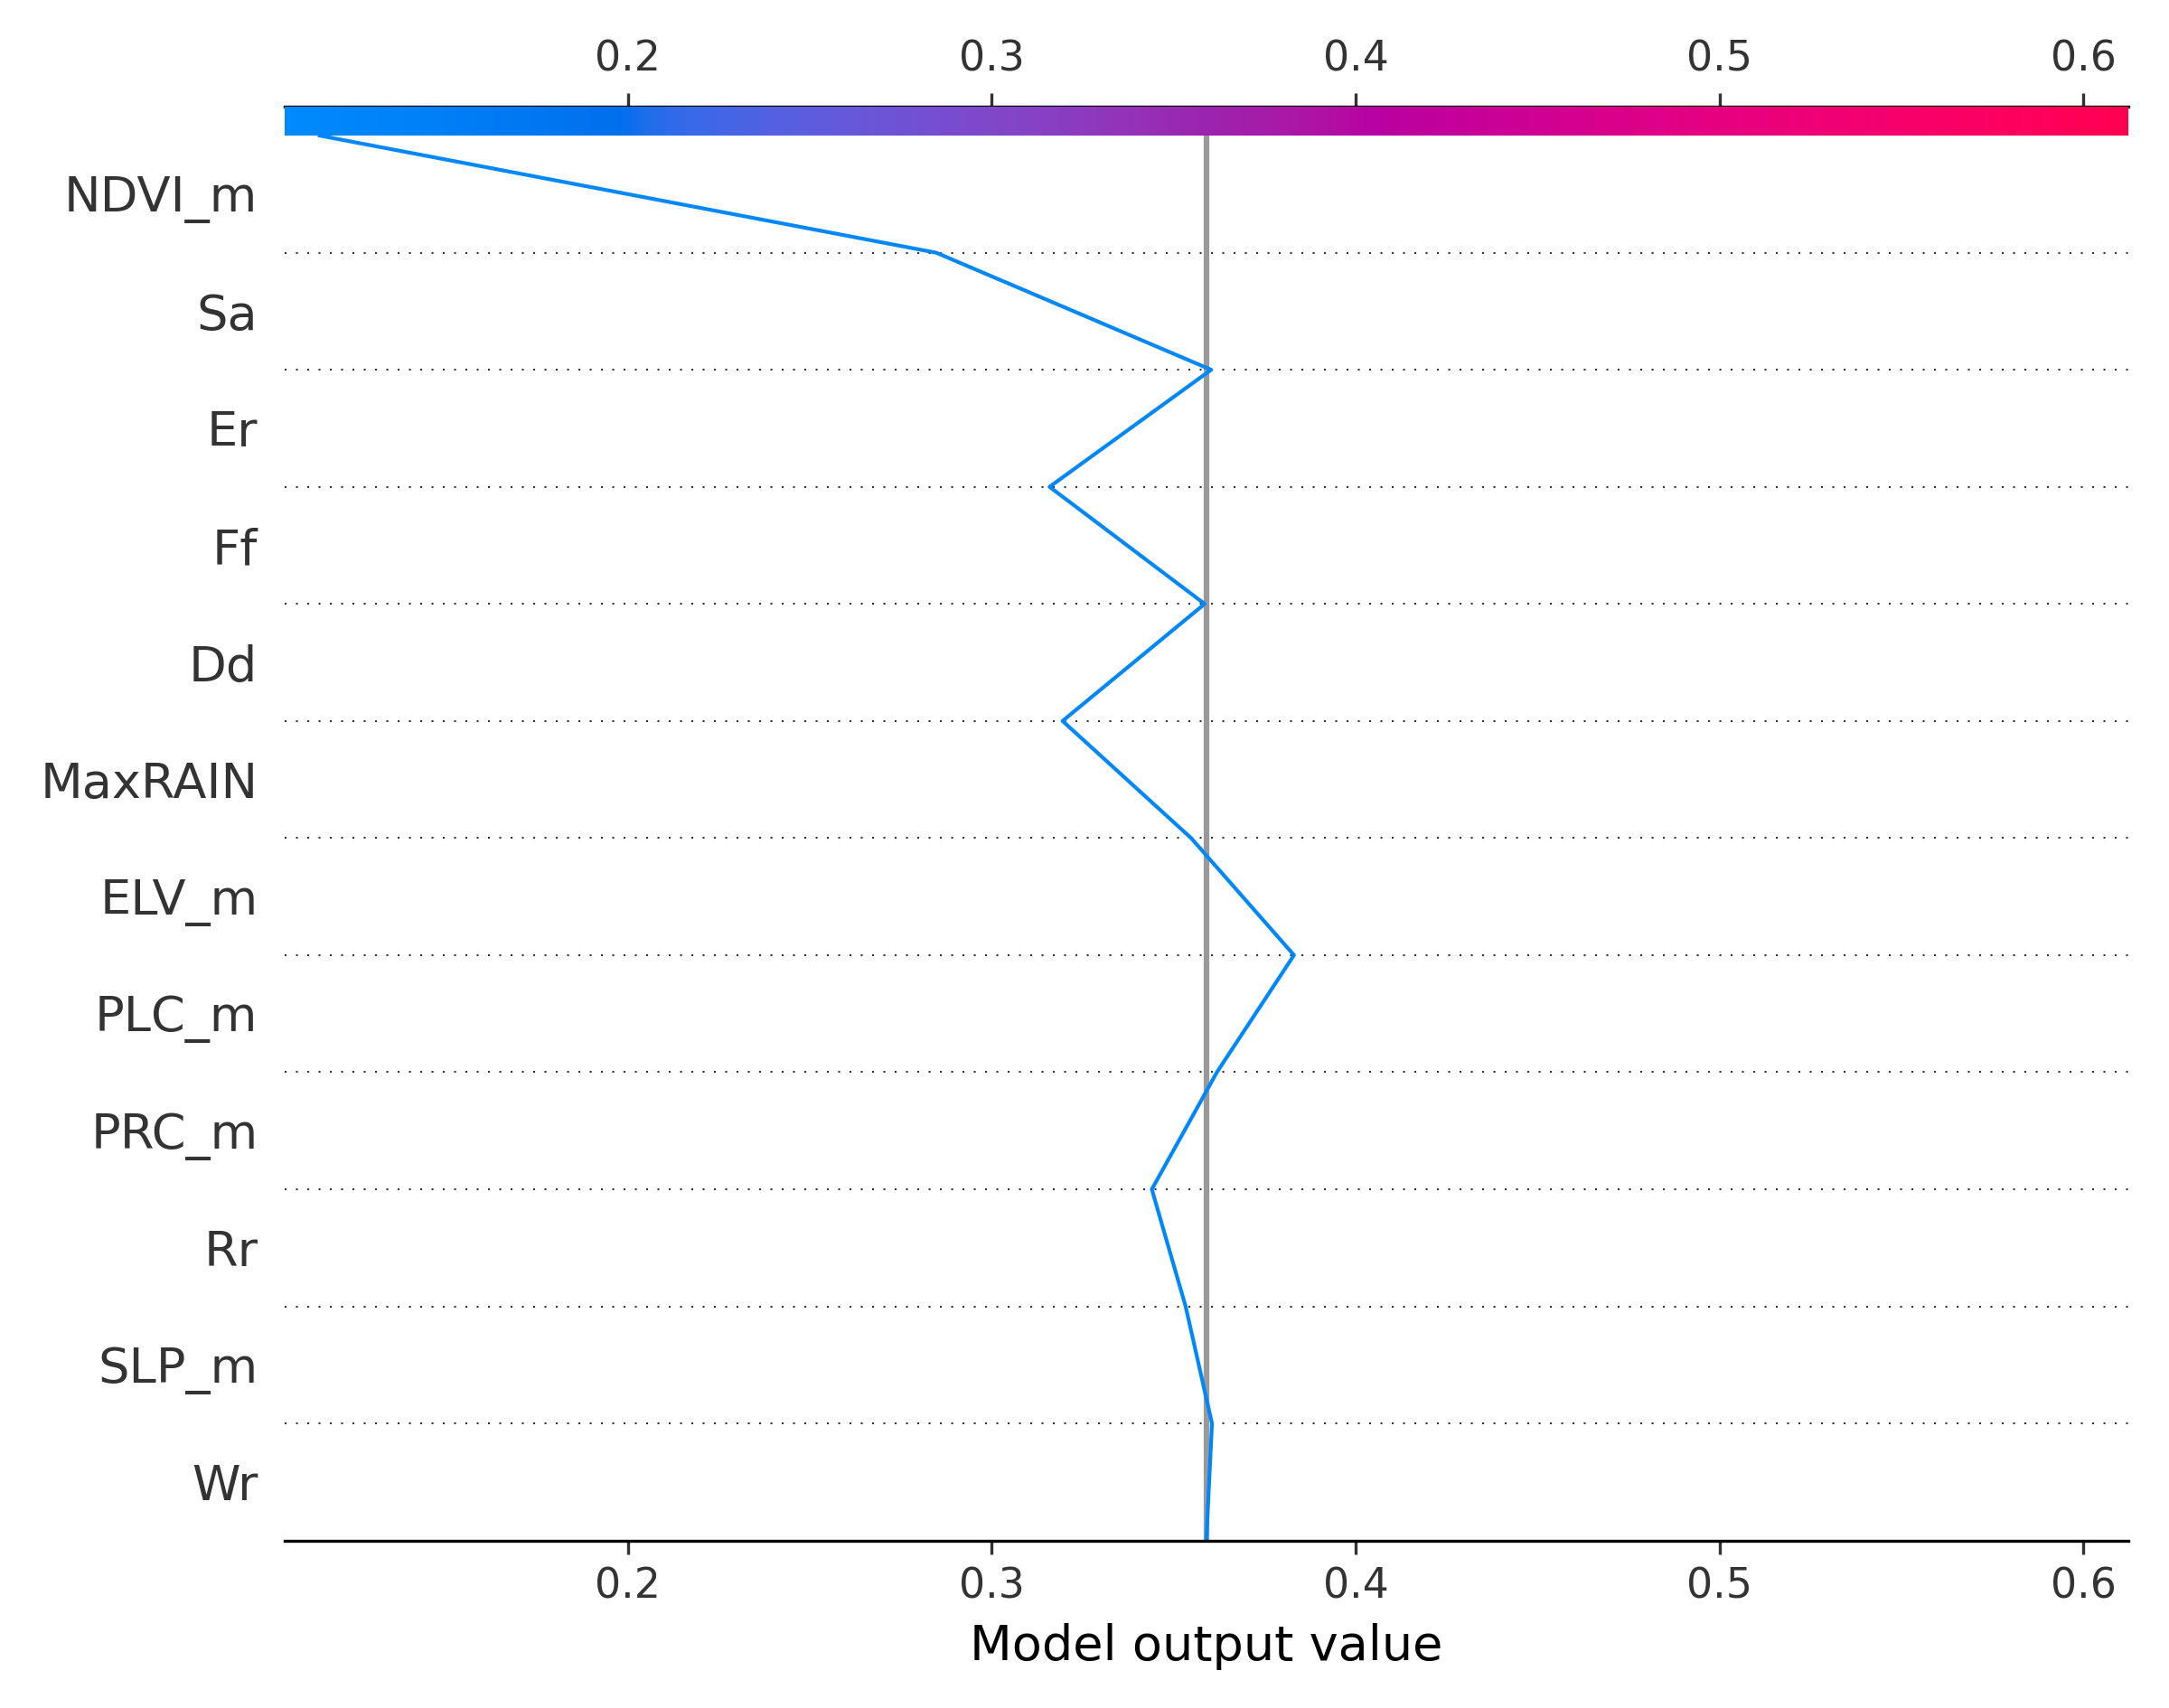 0.2 0.3 0.4 0.5 0.6
NDVI_m
Sa
Er
Ff
Dd
MaxRAIN
ELV_m
PLC_m
PRC_m
Rr
SLP_m
Wr
0.2 0.3 0.4 0.5 0.6
Model output value